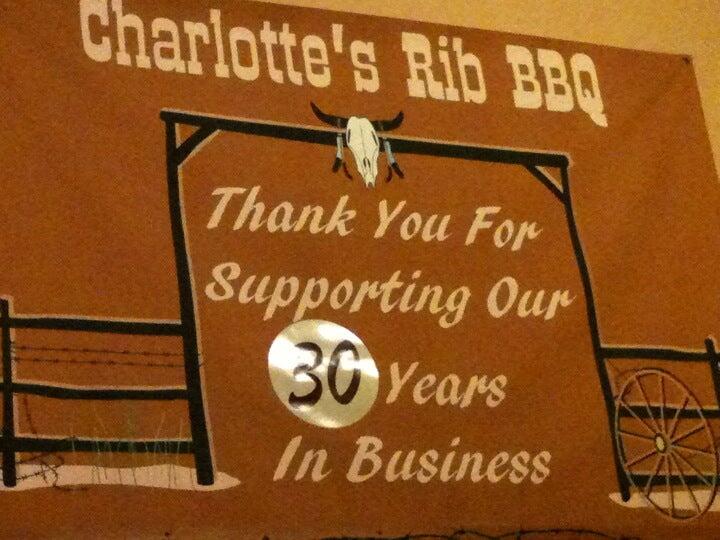 Charlotte's Rib BBQ
Thank You For
Supporting Our
30 Years
In Business